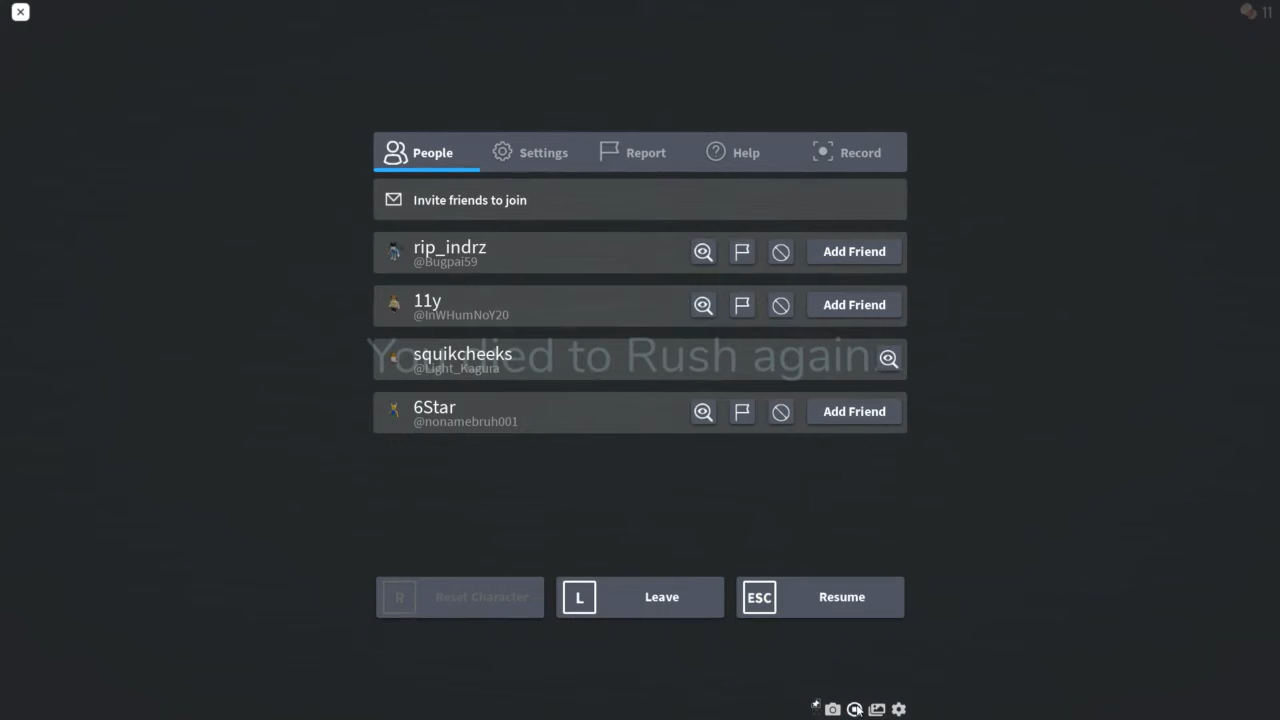 11
People
Settings
Report
Help
Record
Invite friends to join
rip_indrz
@Bugpai59
Add Friend
11y
@InWHumNoY20
Add Friend
squikcheeks
@Light_Kagura
You died to Rush again
6Star
@nonamebruh001
Add Friend
R Reset Character
L Leave
ESC Resume